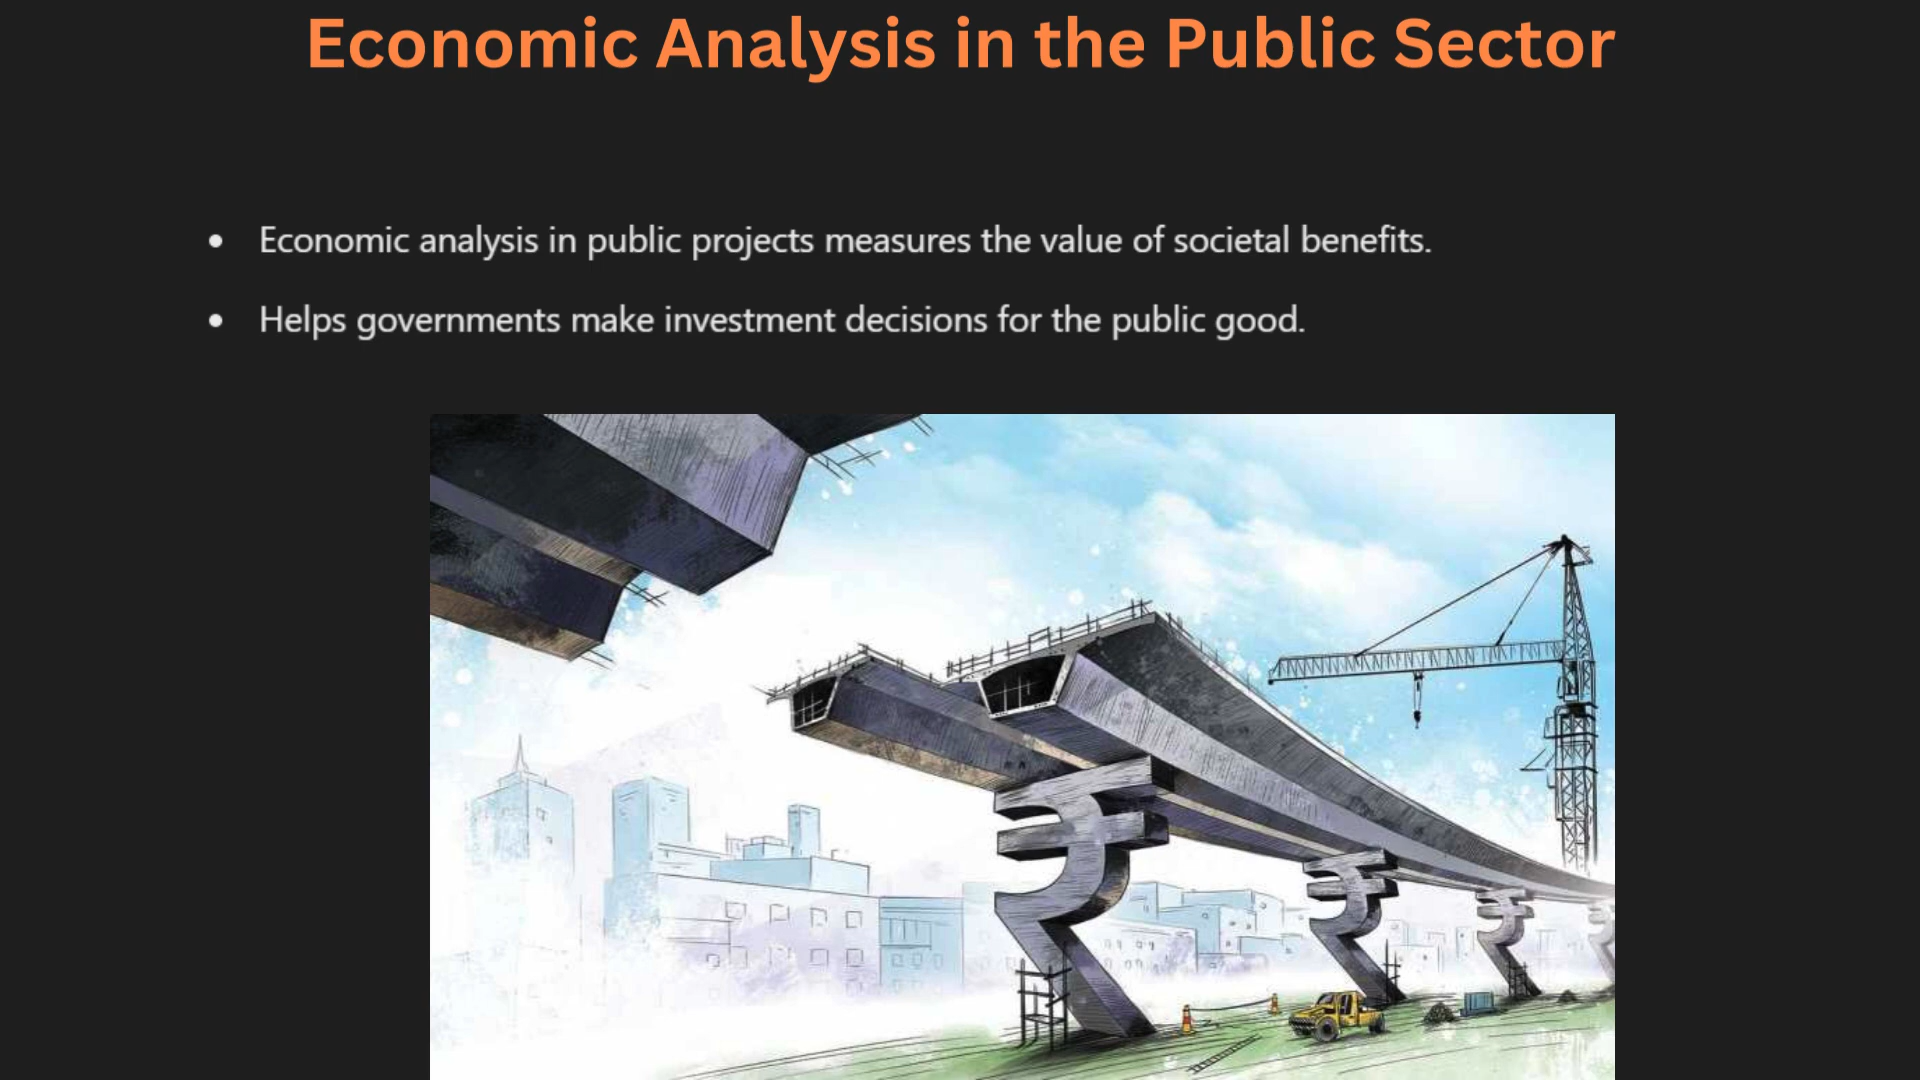 Economic Analysis in the Public Sector
• Economic analysis in public projects measures the value of societal benefits.
• Helps governments make investment decisions for the public good.